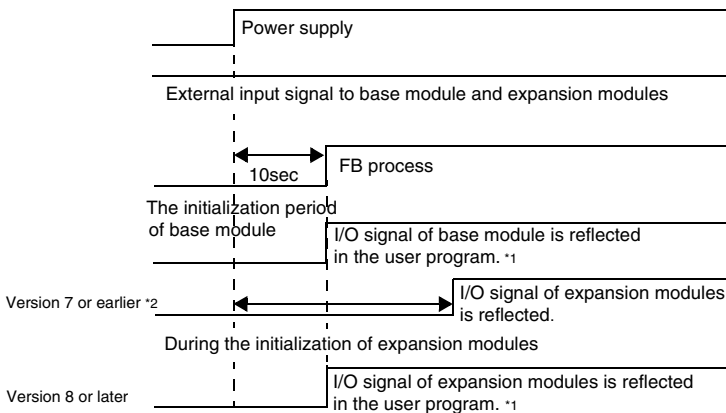 Power supply
External input signal to base module and expansion modules
10sec
FB process
The initialization period
of base module
I/O signal of base module is reflected
in the user program. *1
Version 7 or earlier *2
I/O signal of expansion modules
is reflected.
During the initialization of expansion modules
Version 8 or later
I/O signal of expansion modules is reflected
in the user program. *1